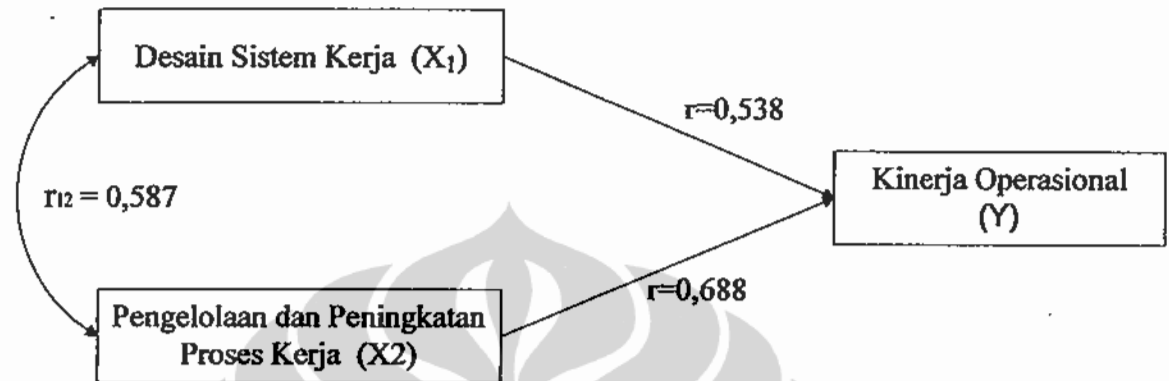 Desain Sistem Kerja (X1)
r=0,538
Kinerja Operasional
(Y)
r12 = 0,587
r=0,688
Pengelolaan dan Peningkatan
Proses Kerja (X2)